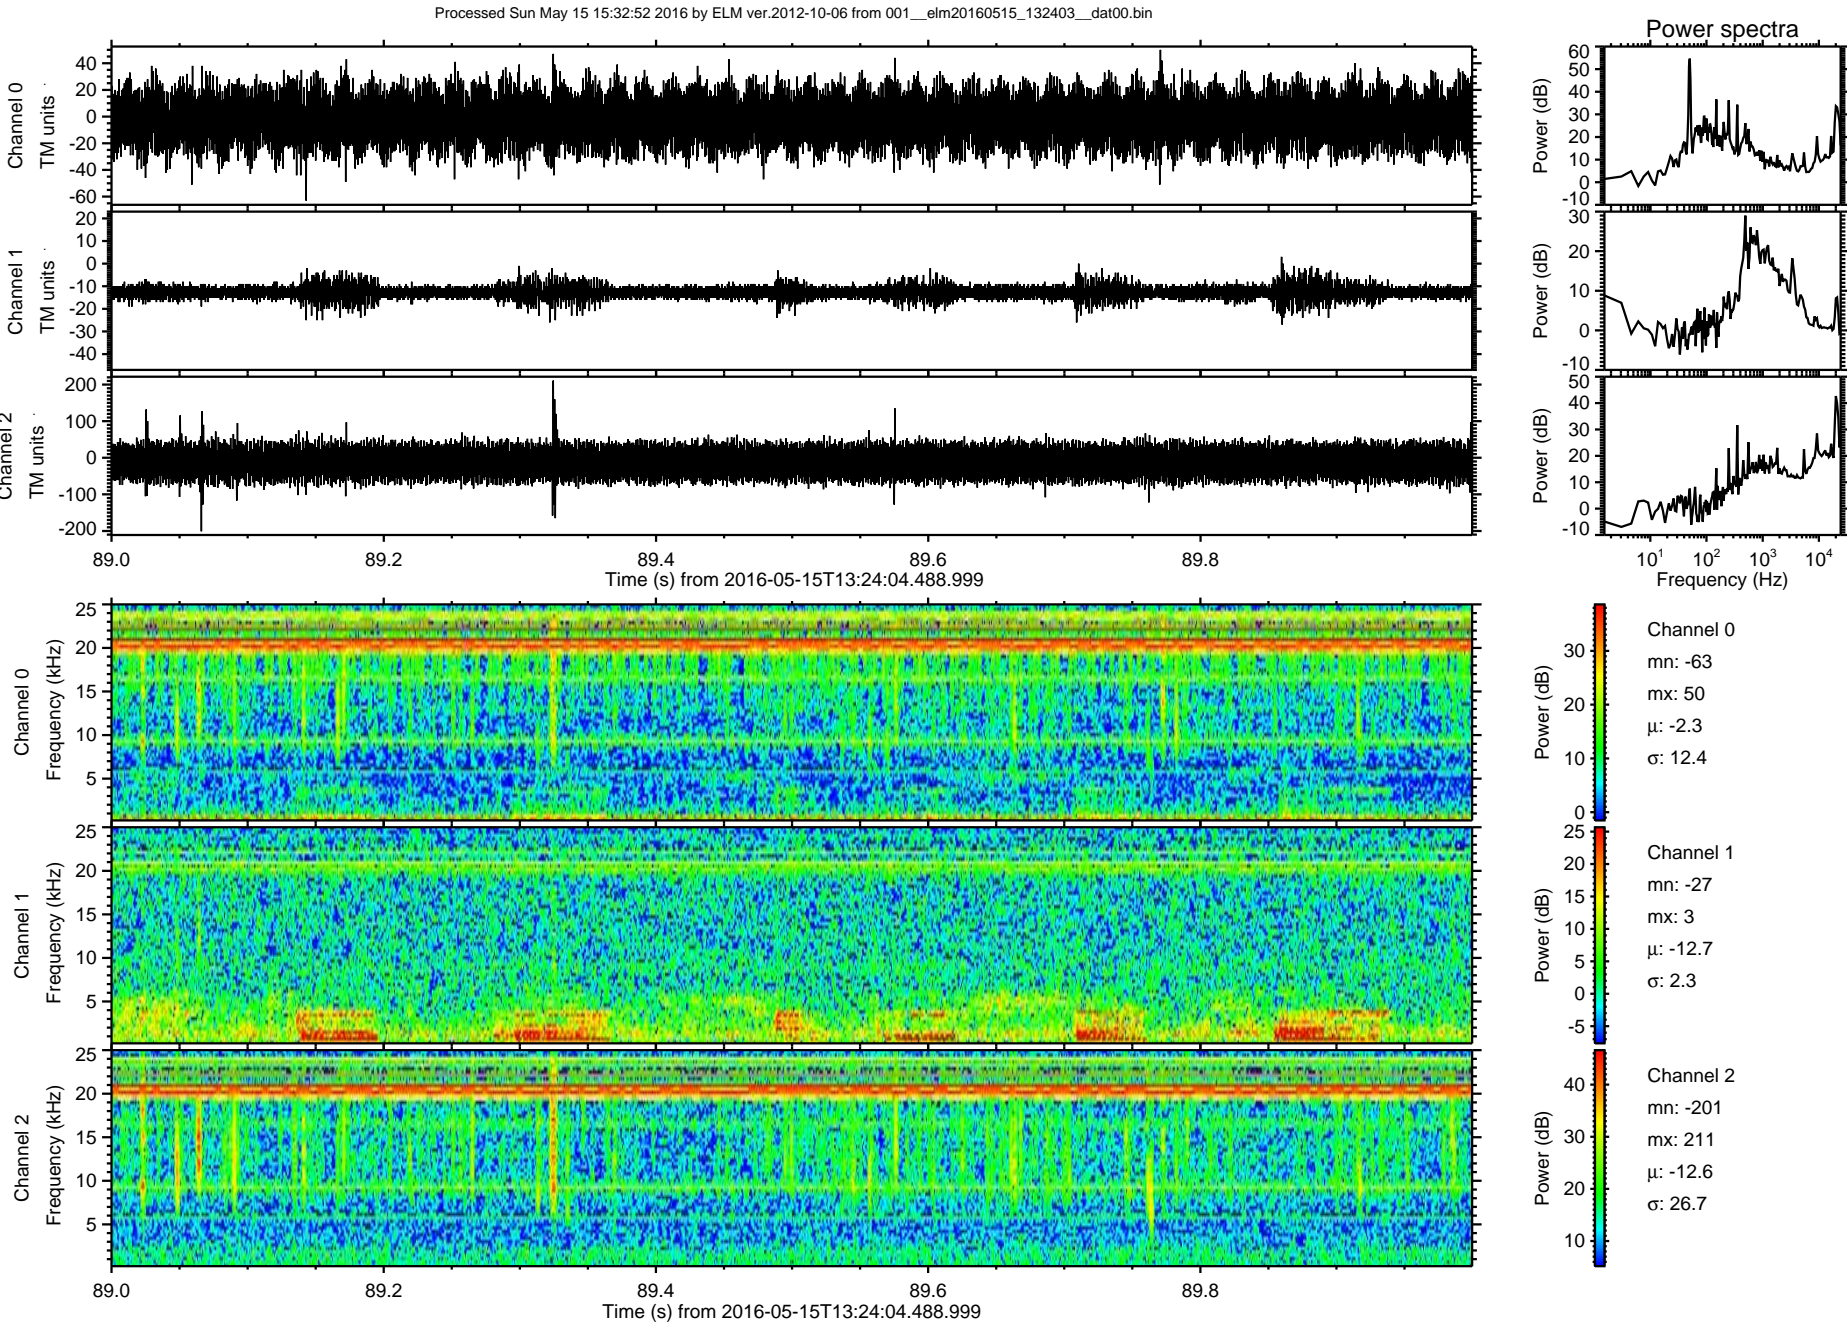 Processed Sun May 15 15:32:52 2016 by ELM ver.2012-10-06 from 001__elm20160515_132403__dat00.bin
Power spectra
Channel 0
TM units
40
20
0
-20
-40
-60
Power (dB)
60
50
40
30
20
10
0
-10
Channel 1
TM units
20
10
0
-10
-20
-30
-40
Power (dB)
30
20
10
0
-10
Channel 2
TM units
200
100
0
-100
-200
Power (dB)
50
40
30
20
10
0
-10
89.0 89.2 89.4 89.6 89.8
Time (s) from 2016-05-15T13:24:04.488.999
10^1 10^2 10^3 10^4
Frequency (Hz)
Channel 0
Frequency (kHz)
25
20
15
10
5
Power (dB)
30
20
10
0
Channel 0
mn: -63
mx: 50
μ: -2.3
σ: 12.4
Channel 1
Frequency (kHz)
25
20
15
10
5
Power (dB)
25
20
15
10
5
0
-5
Channel 1
mn: -27
mx: 3
μ: -12.7
σ: 2.3
Channel 2
Frequency (kHz)
25
20
15
10
5
Power (dB)
40
30
20
10
Channel 2
mn: -201
mx: 211
μ: -12.6
σ: 26.7
89.0 89.2 89.4 89.6 89.8
Time (s) from 2016-05-15T13:24:04.488.999